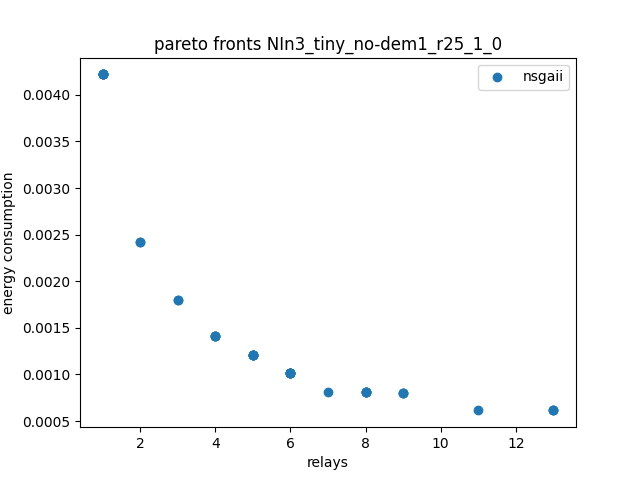 pareto fronts NIn3_tiny_no-dem1_r25_1_0
nsgaii
energy consumption
0.0040
0.0035
0.0030
0.0025
0.0020
0.0015
0.0010
0.0005
2 4 6 8 10 12
relays